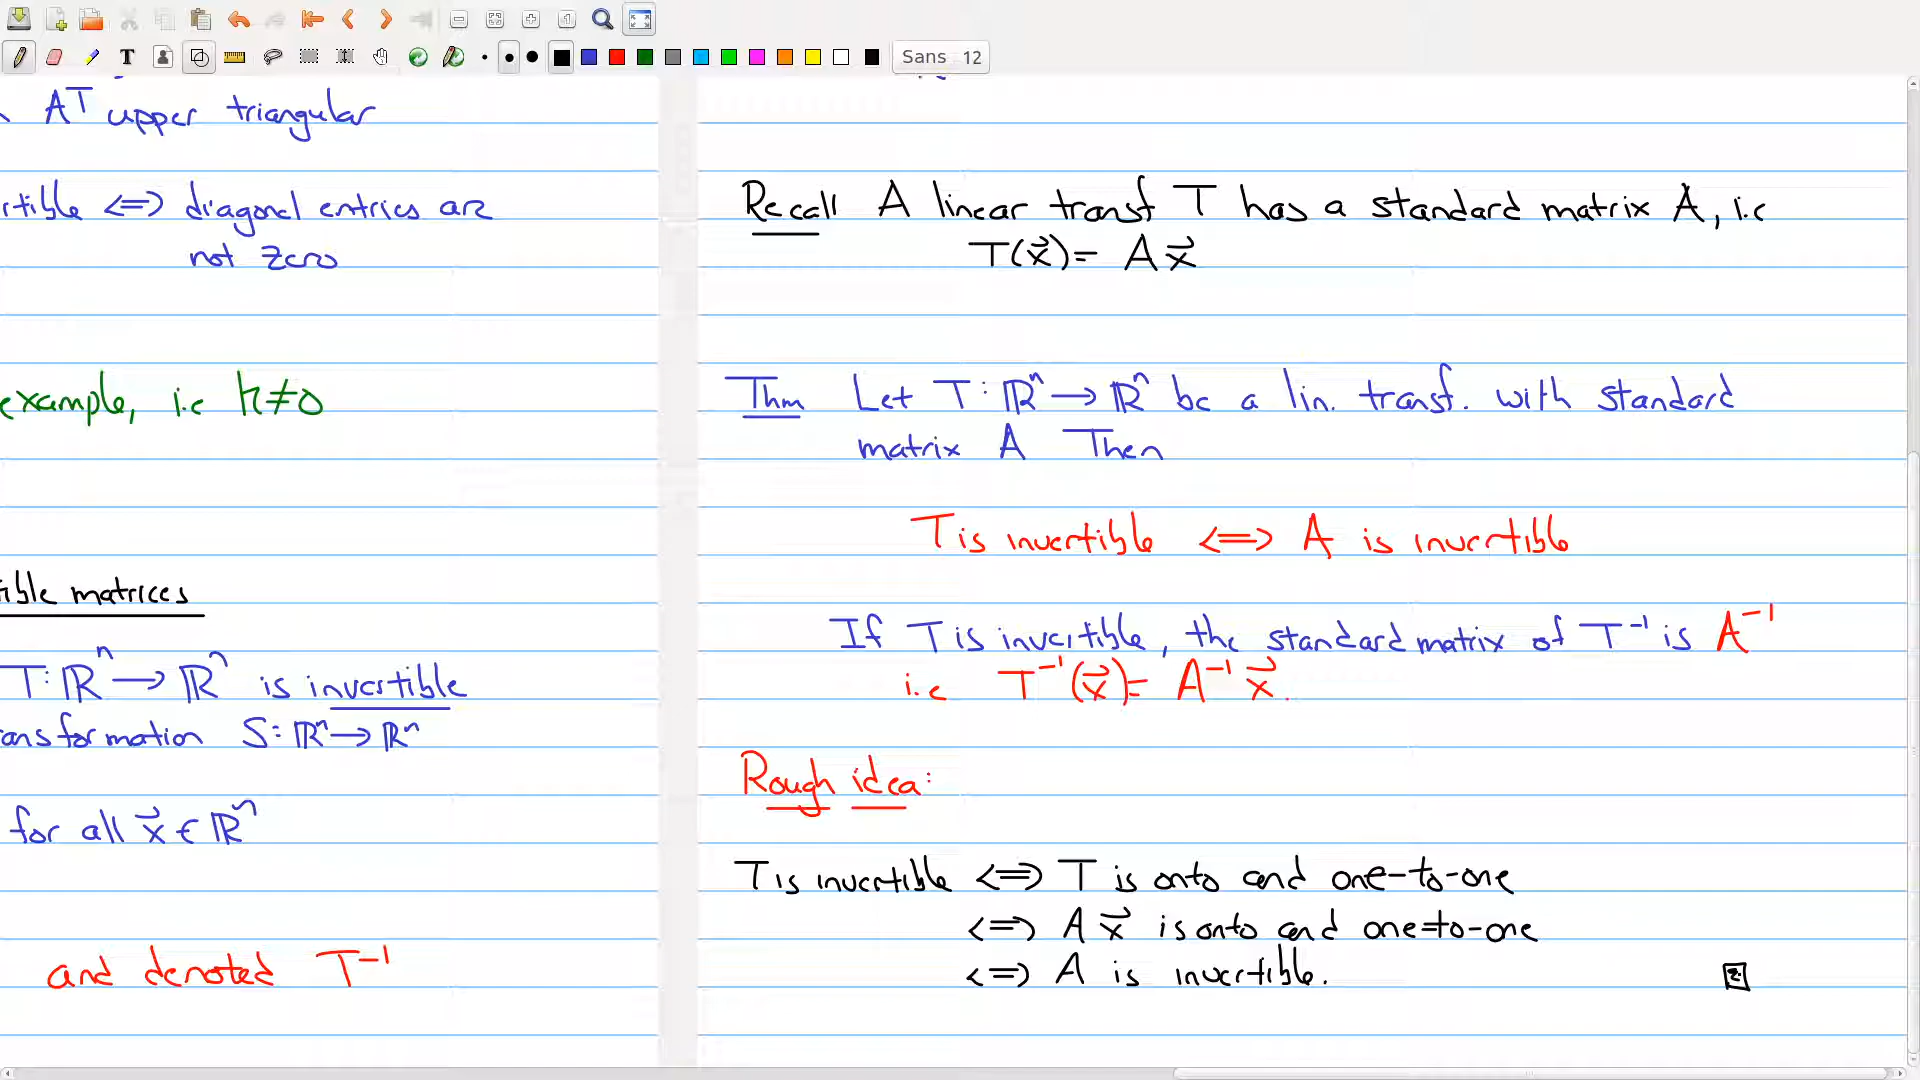 Sans 12
AT upper triangular
rtible <=> diagonal entries are
not zero
example, i.e h≠0
ible matrices
T: ℝⁿ → ℝⁿ is invertible
ansformation S: ℝⁿ → ℝⁿ
for all x⃗ ∈ ℝⁿ
and denoted T⁻¹
Recall A linear transf T has a standard matrix A, i.e
T(x⃗) = A x⃗
Thm Let T: ℝⁿ → ℝⁿ be a lin. transf. with standard
matrix A Then
T is invertible <=> A is invertible
If T is invertible, the standard matrix of T⁻¹ is A⁻¹
i.e T⁻¹(x⃗) = A⁻¹ x⃗.
Rough idea:
T is invertible <=> T is onto and one-to-one
<=> A x⃗ is onto and one-to-one
<=> A is invertible.